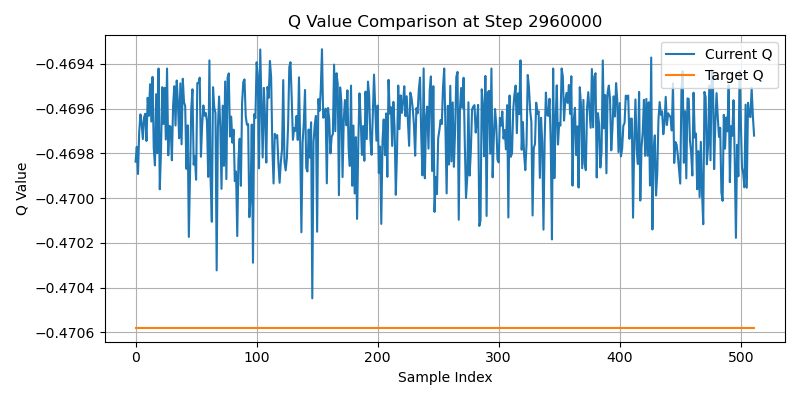 Q Value Comparison at Step 2960000
Current Q
Target Q
Q Value
−0.4694
−0.4696
−0.4698
−0.4700
−0.4702
−0.4704
−0.4706
0 100 200 300 400 500
Sample Index